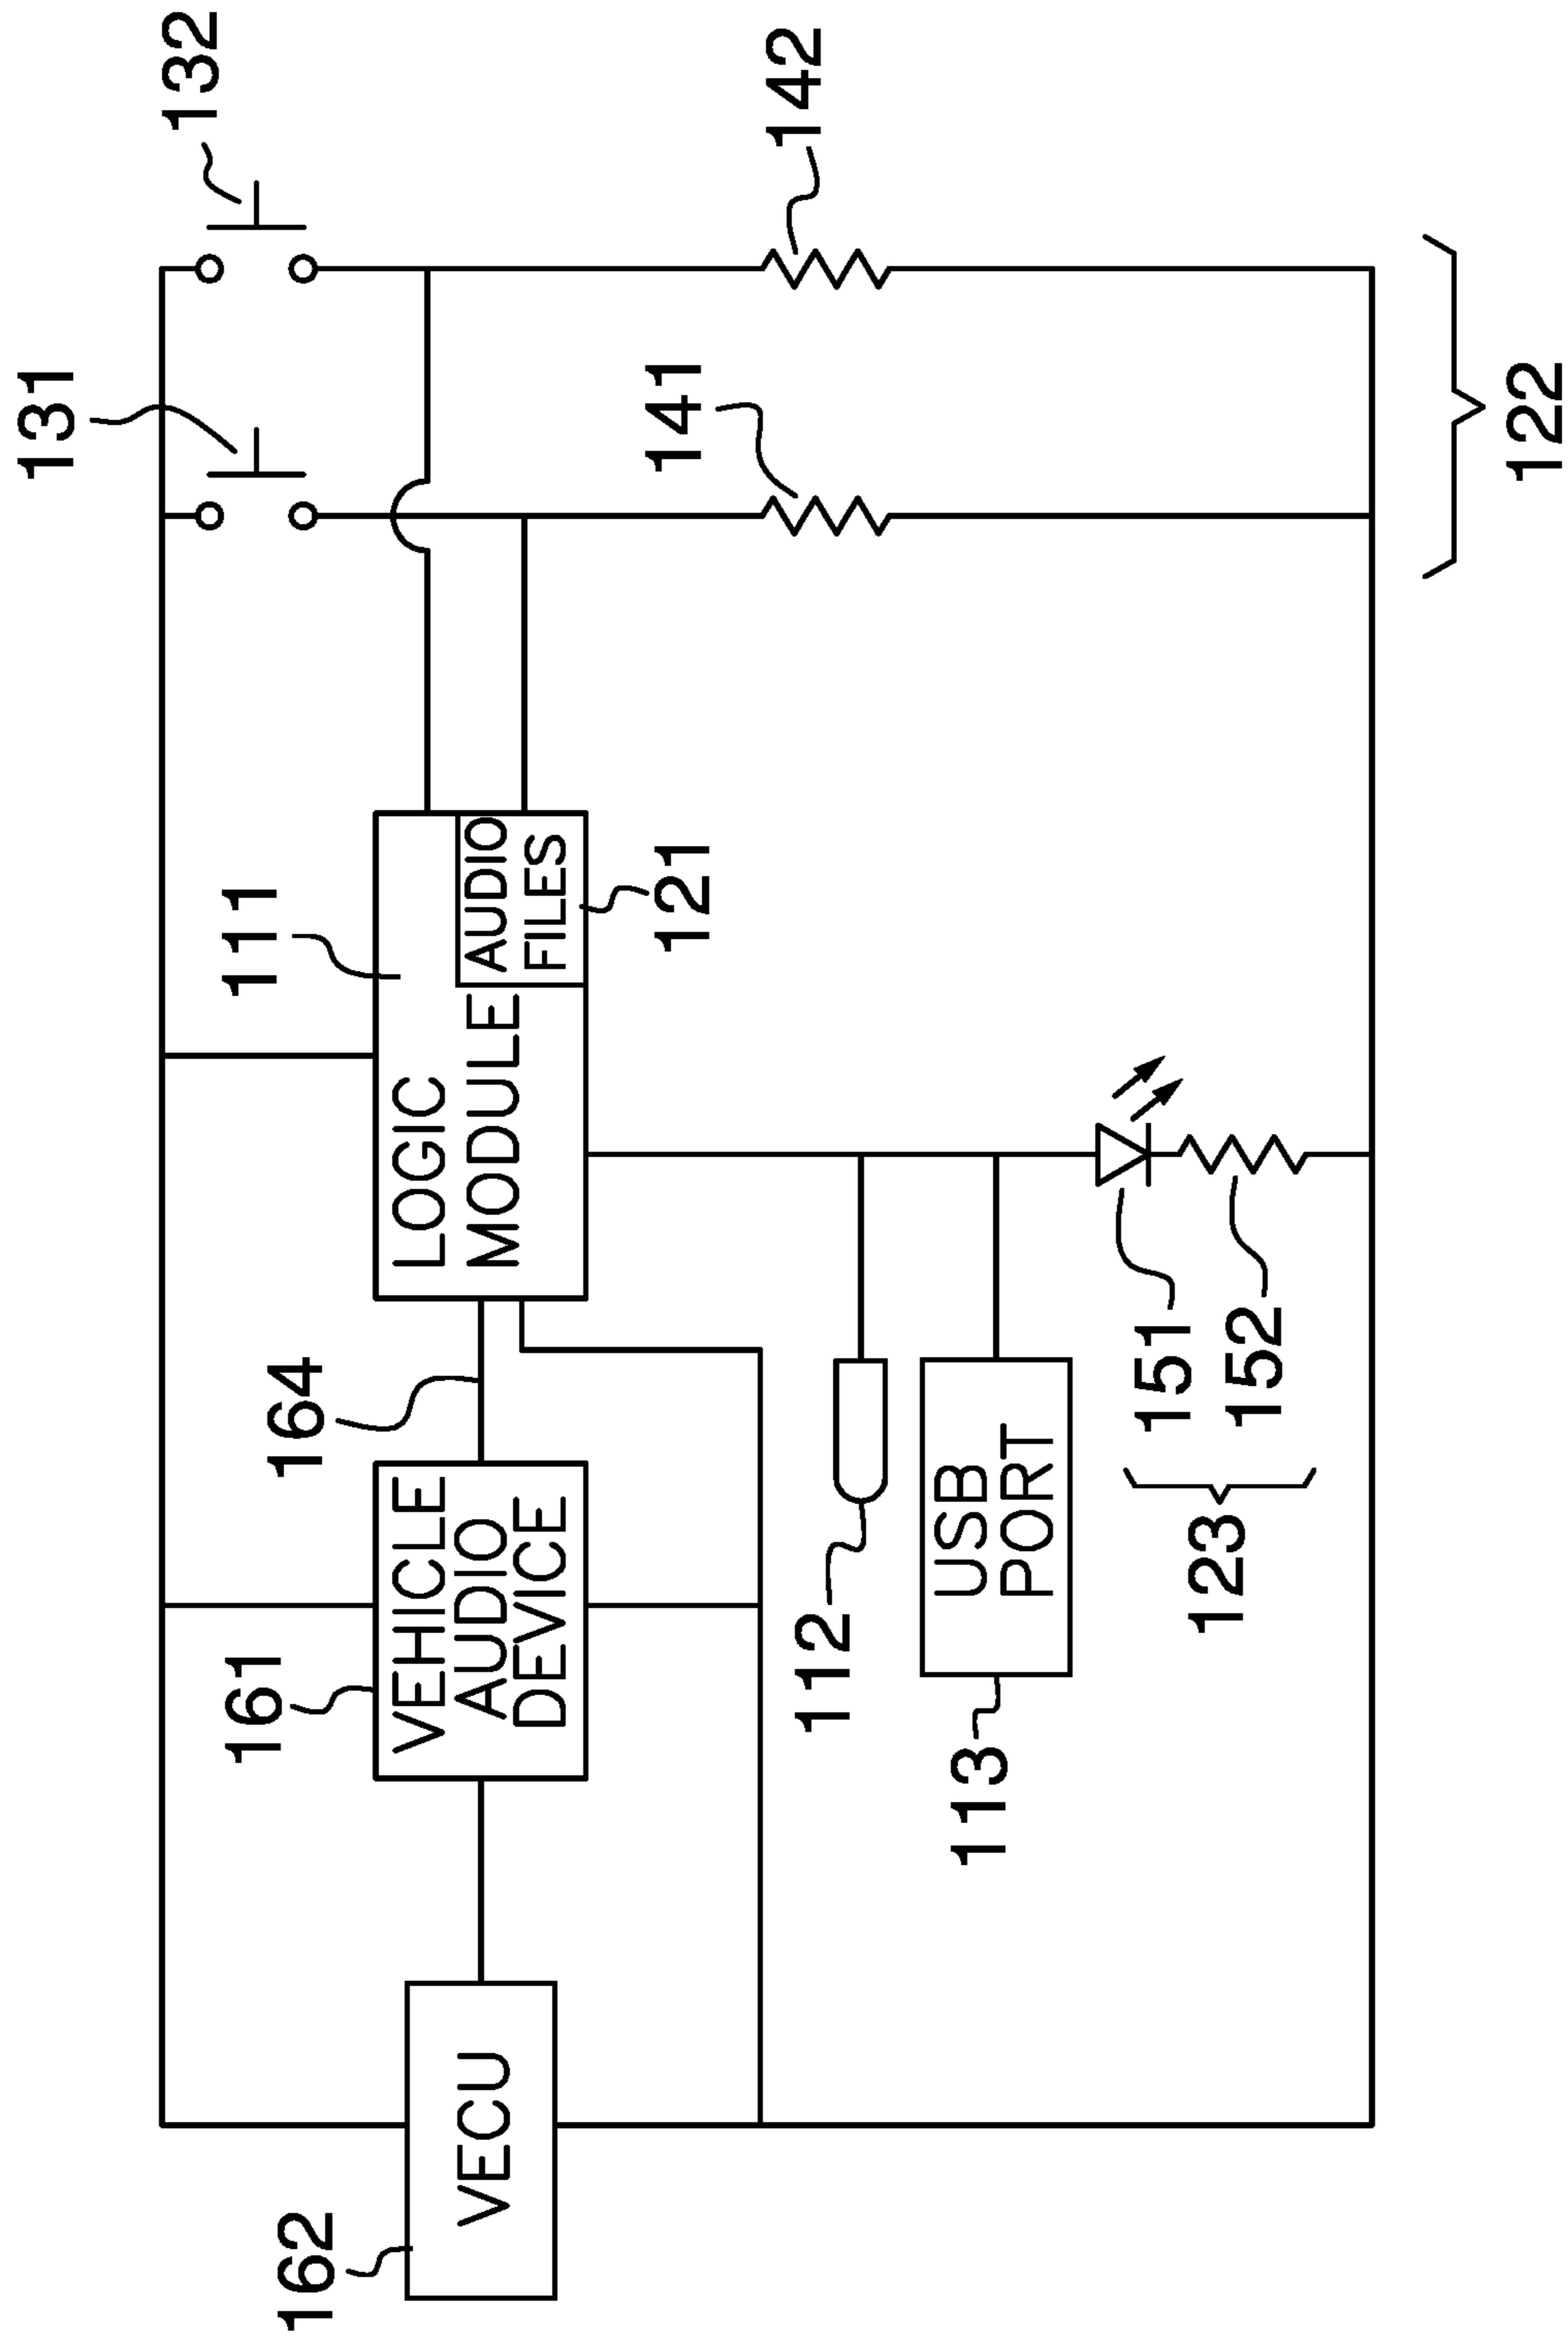 132
131
142
141
122
111
LOGIC
MODULE
AUDIO
FILES
121
164
161
VEHICLE
AUDIO
DEVICE
112
USB
PORT
113
151
152
123
162
VECU